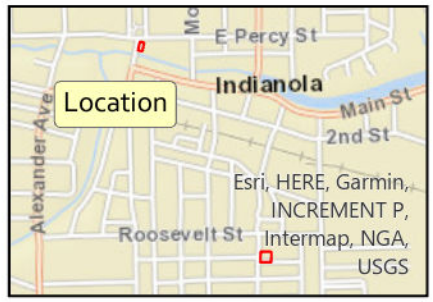 Mo
E Percy St
Indianola
Location
Main St
2nd St
Alexander Ave
Esri, HERE, Garmin,
INCREMENT P,
Intermap, NGA,
USGS
Roosevelt St